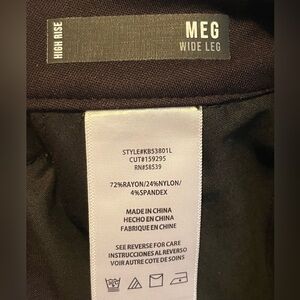 HIGH RISE
MEG
WIDE LEG
STYLE#KB53801L
CUT#159295
RN#58539
72%RAYON/24%NYLON/
4%SPANDEX
MADE IN CHINA
HECHO EN CHINA
FABRIQUE EN CHINE
SEE REVERSE FOR CARE
INSTRUCCIONES AL REVERSO
VOIR AUTRE COTE DE SOINS